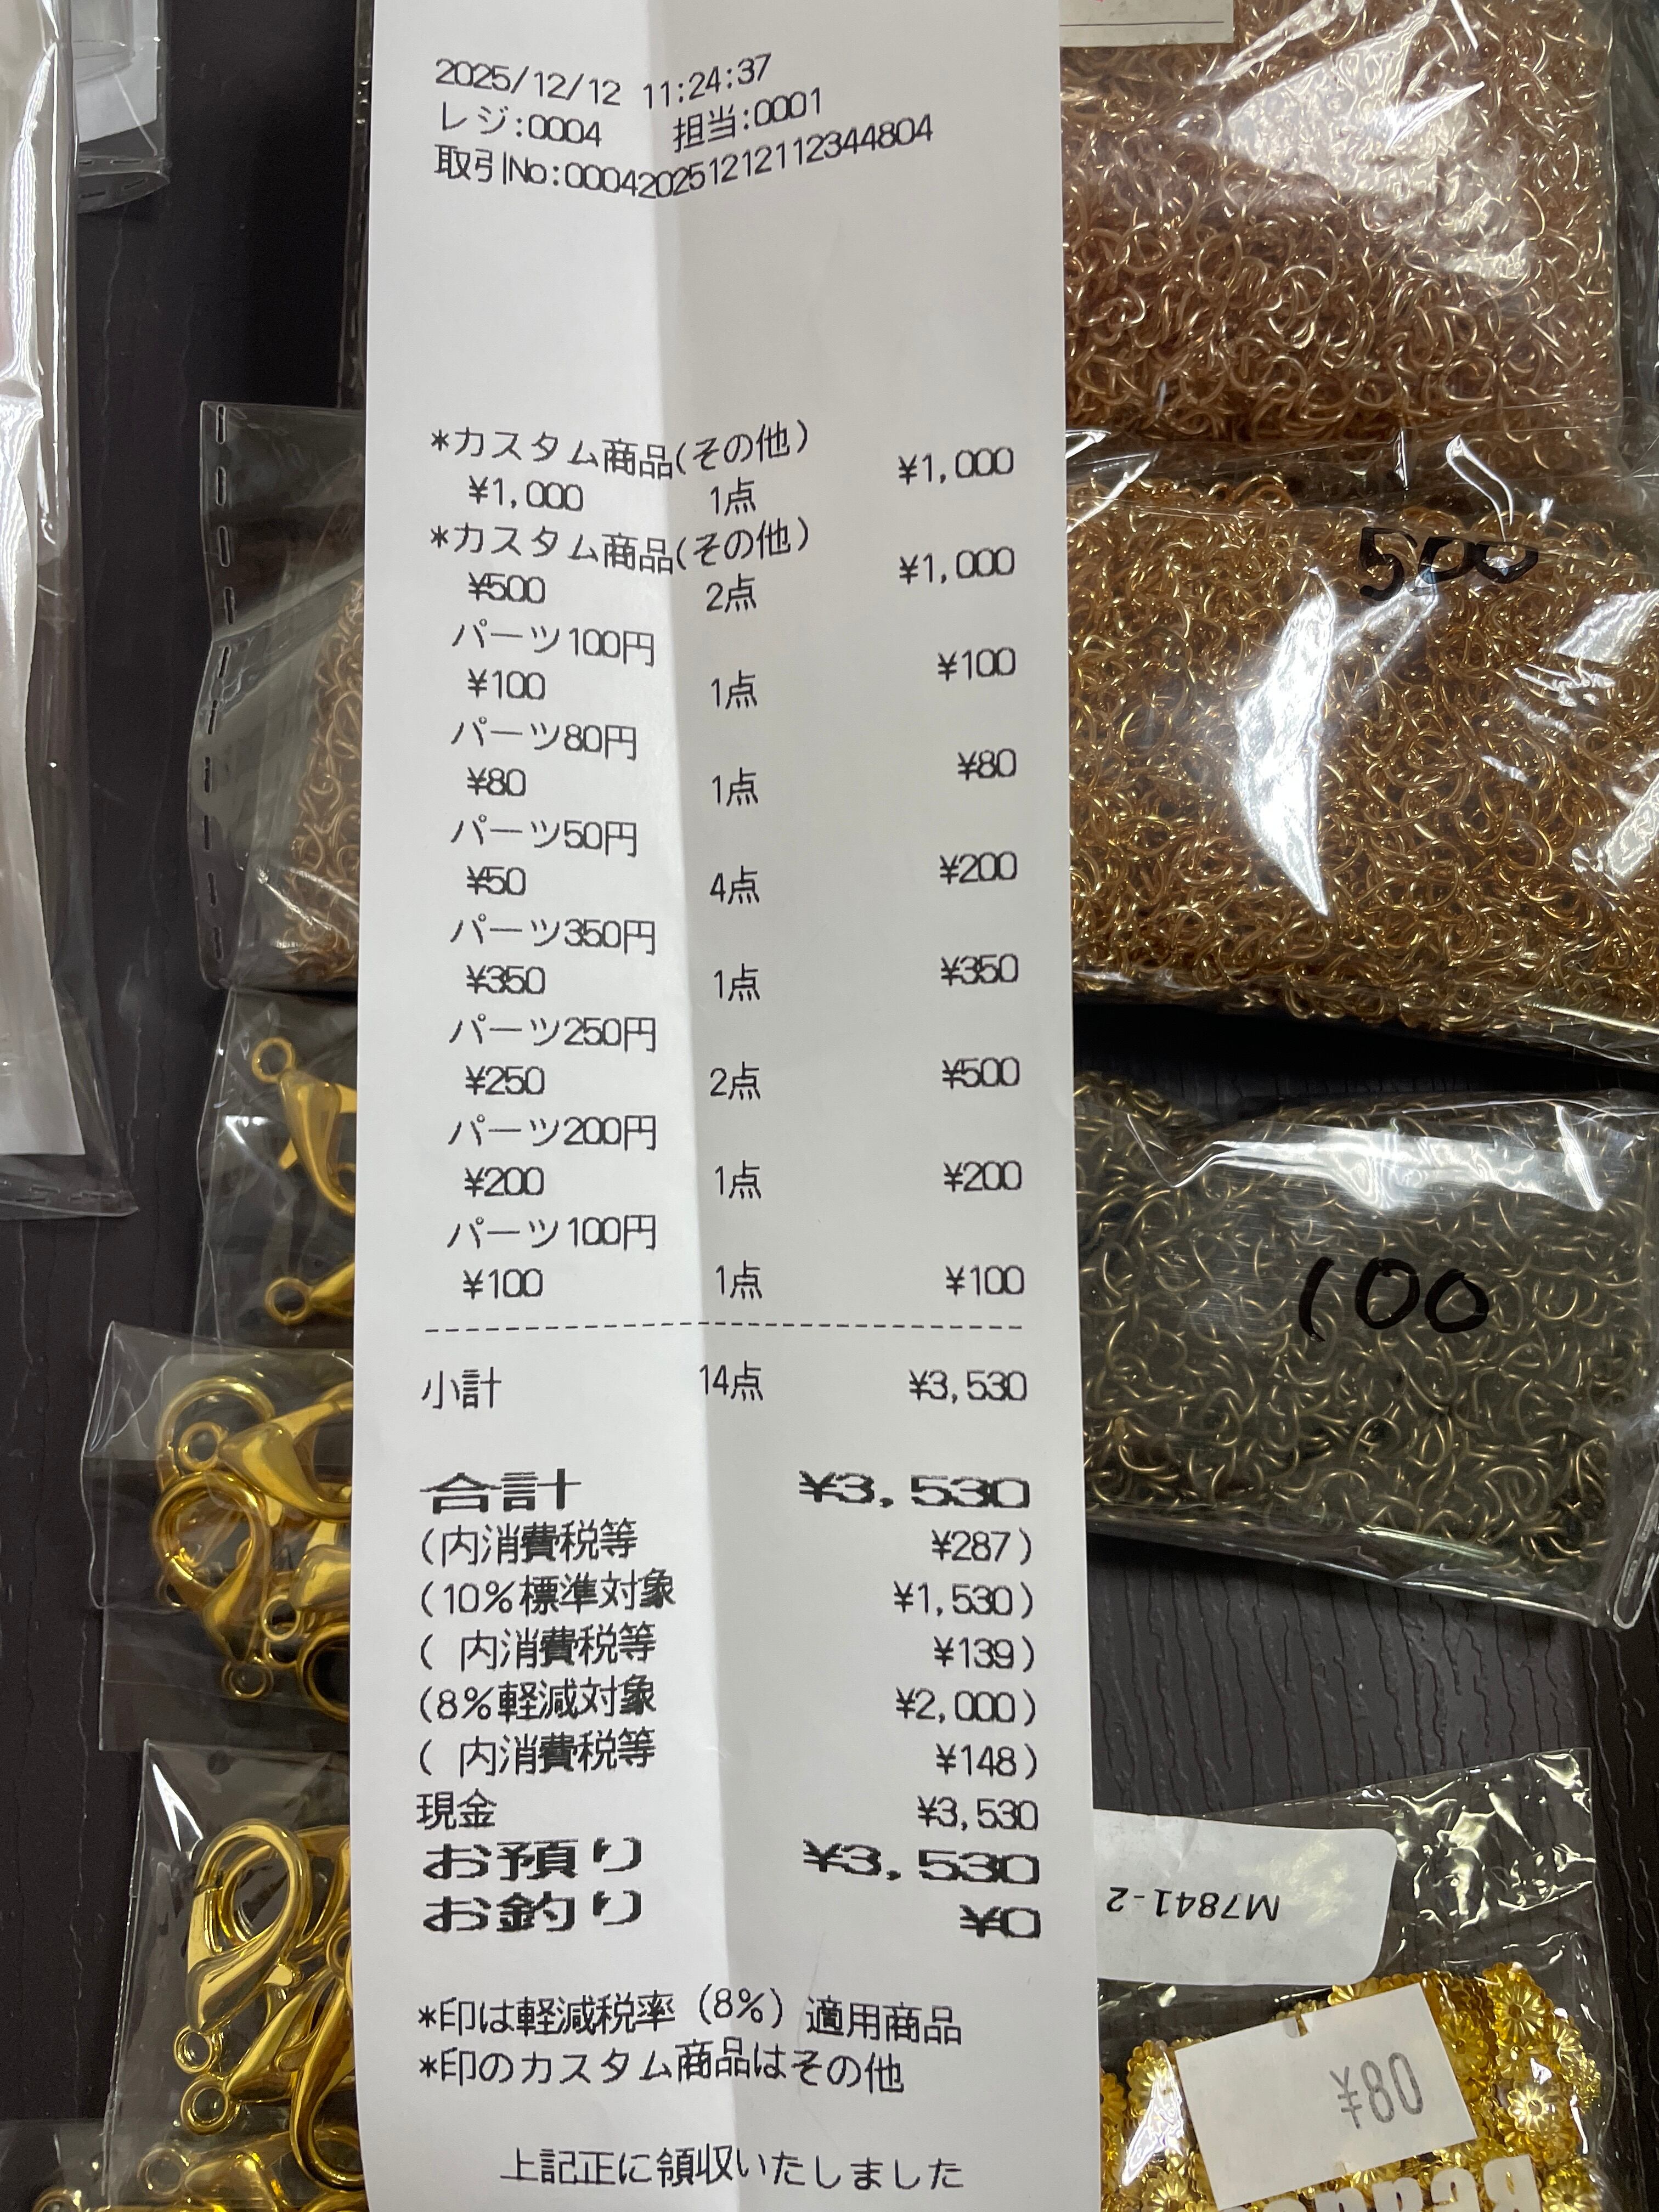 2025/12/12 11:24:37
レジ:0004 担当:0001
取引No:000420251212112344804
*カスタム商品(その他)
¥1,000 1点 ¥1,000
*カスタム商品(その他)
¥500 2点 ¥1,000
パーツ100円
¥100 1点 ¥100
パーツ80円
¥80 1点 ¥80
パーツ50円
¥50 4点 ¥200
パーツ350円
¥350 1点 ¥350
パーツ250円
¥250 2点 ¥500
パーツ200円
¥200 1点 ¥200
パーツ100円
¥100 1点 ¥100
小計 14点 ¥3,530
合計 ¥3,530
(内消費税等 ¥287)
(10%標準対象 ¥1,530)
( 内消費税等 ¥139)
(8%軽減対象 ¥2,000)
( 内消費税等 ¥148)
現金 ¥3,530
お預り ¥3,530
お釣り ¥0
*印は軽減税率(8%)適用商品
*印のカスタム商品はその他
上記正に領収いたしました
500
100
M7841-2
¥80